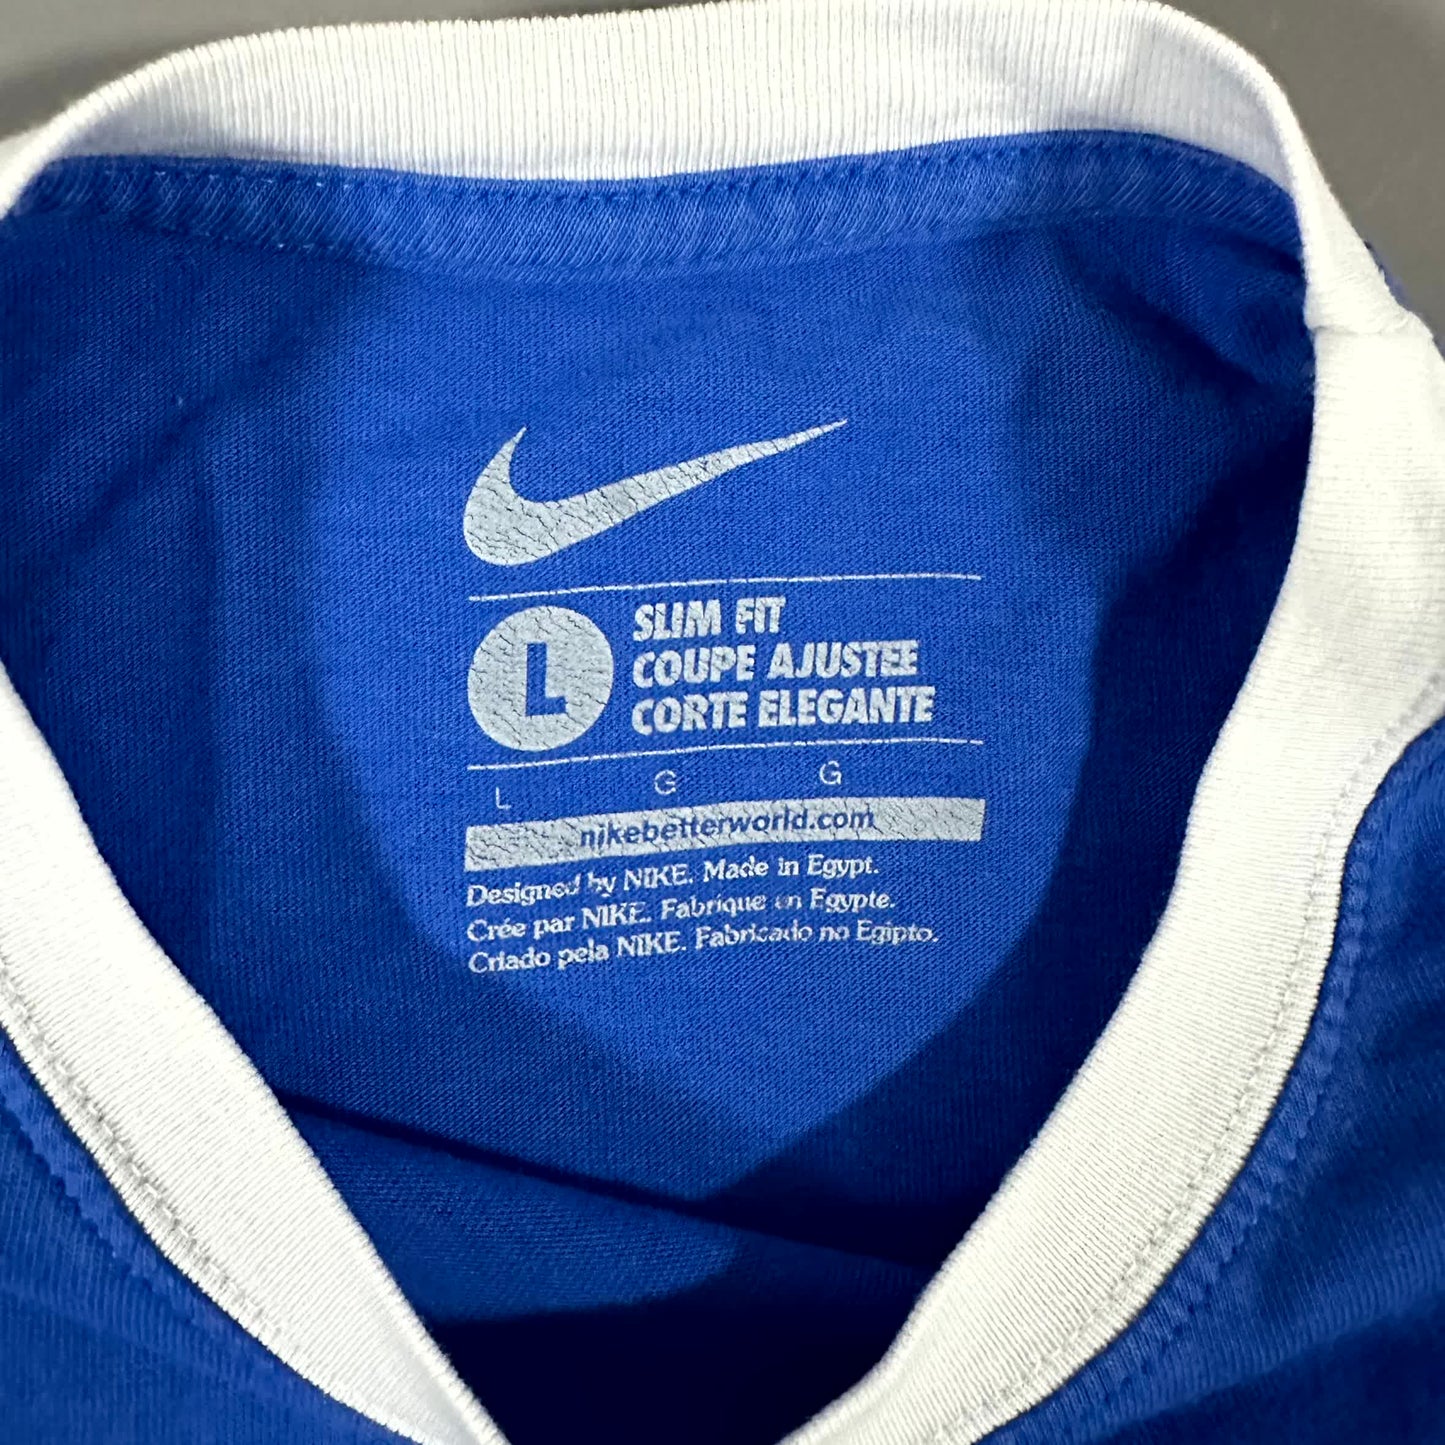 L
SLIM FIT
COUPE AJUSTEE
CORTE ELEGANTE
L G G
nikebetterworld.com
Designed by NIKE. Made in Egypt.
Crée par NIKE. Fabrique en Egypte.
Criado pela NIKE. Fabricado no Egipto.